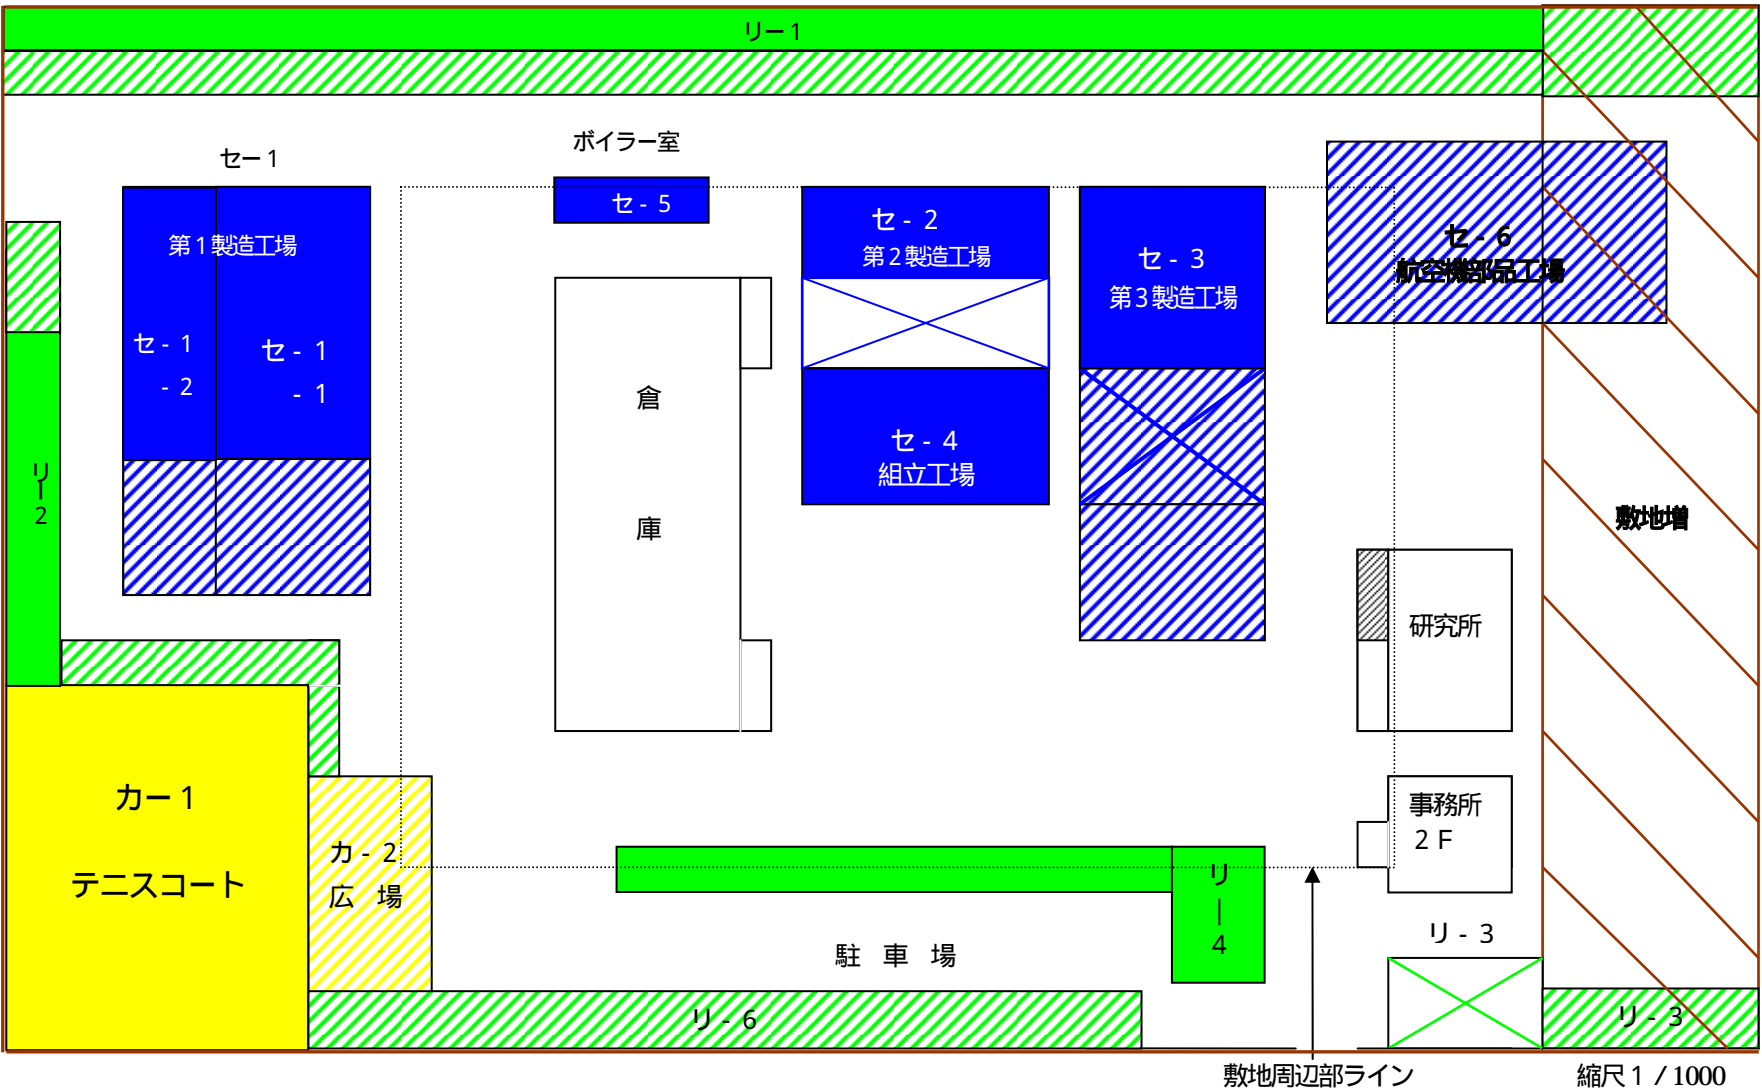 リー1
ボイラー室
セー1
セ-5
セ-2
第2製造工場
第1製造工場
セ-3
第3製造工場
セ-6
航空機部品工場
セ-1
-2
セ-1
-1
倉
庫
セ-4
組立工場
リー2
敷地増
研究所
カー1
テニスコート
カ-2
広 場
事務所
2F
リー4
リ-3
駐 車 場
リ-6
リ-3
敷地周辺部ライン
縮尺1/1000